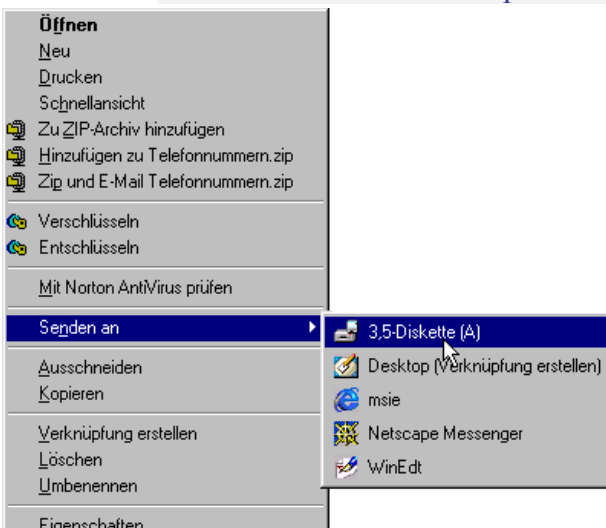 Öffnen
Neu
Drucken
Schnellansicht
Zu ZIP-Archiv hinzufügen
Hinzufügen zu Telefonnummern.zip
Zip und E-Mail Telefonnummern.zip
Verschlüsseln
Entschlüsseln
Mit Norton AntiVirus prüfen
Senden an
3,5-Diskette (A)
Desktop (Verknüpfung erstellen)
msie
Netscape Messenger
WinEdt
Ausschneiden
Kopieren
Verknüpfung erstellen
Löschen
Umbenennen
Eigenschaften